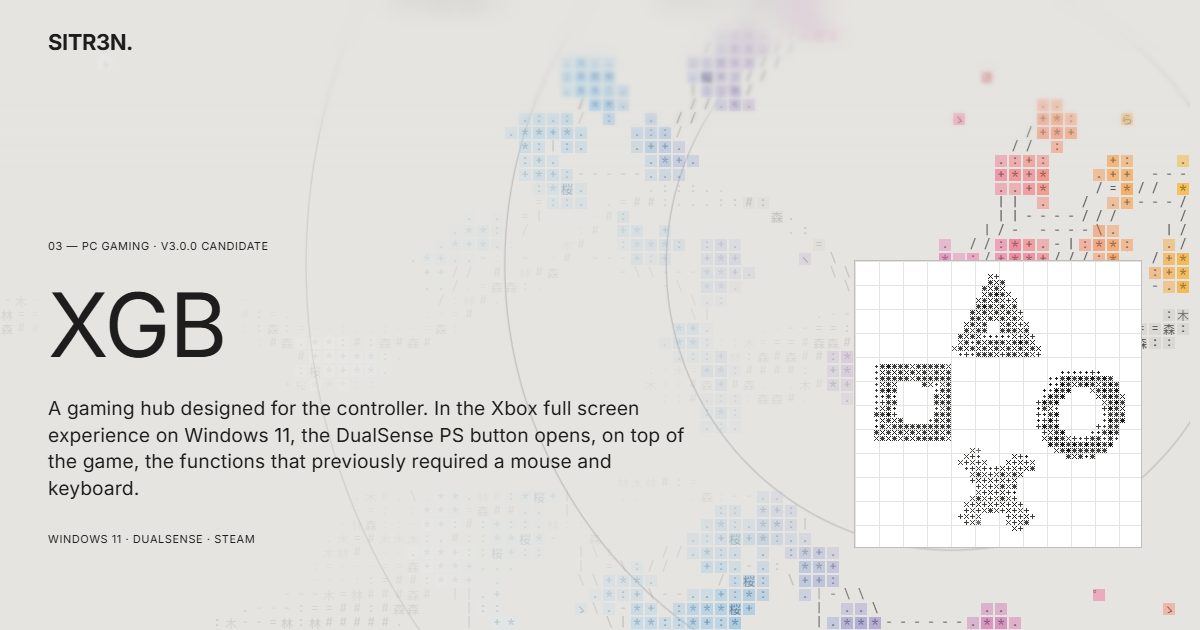 SITR3N.
03 — PC GAMING · V3.0.0 CANDIDATE
XGB
A gaming hub designed for the controller. In the Xbox full screen
experience on Windows 11, the DualSense PS button opens, on top of
the game, the functions that previously required a mouse and
keyboard.
WINDOWS 11 · DUALSENSE · STEAM